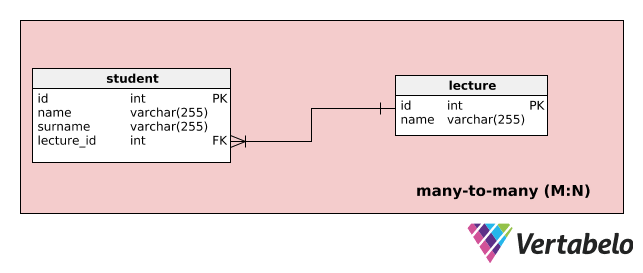 student
id int PK
name varchar(255)
surname varchar(255)
lecture_id int FK
lecture
id int PK
name varchar(255)
many-to-many (M:N)
Vertabelo